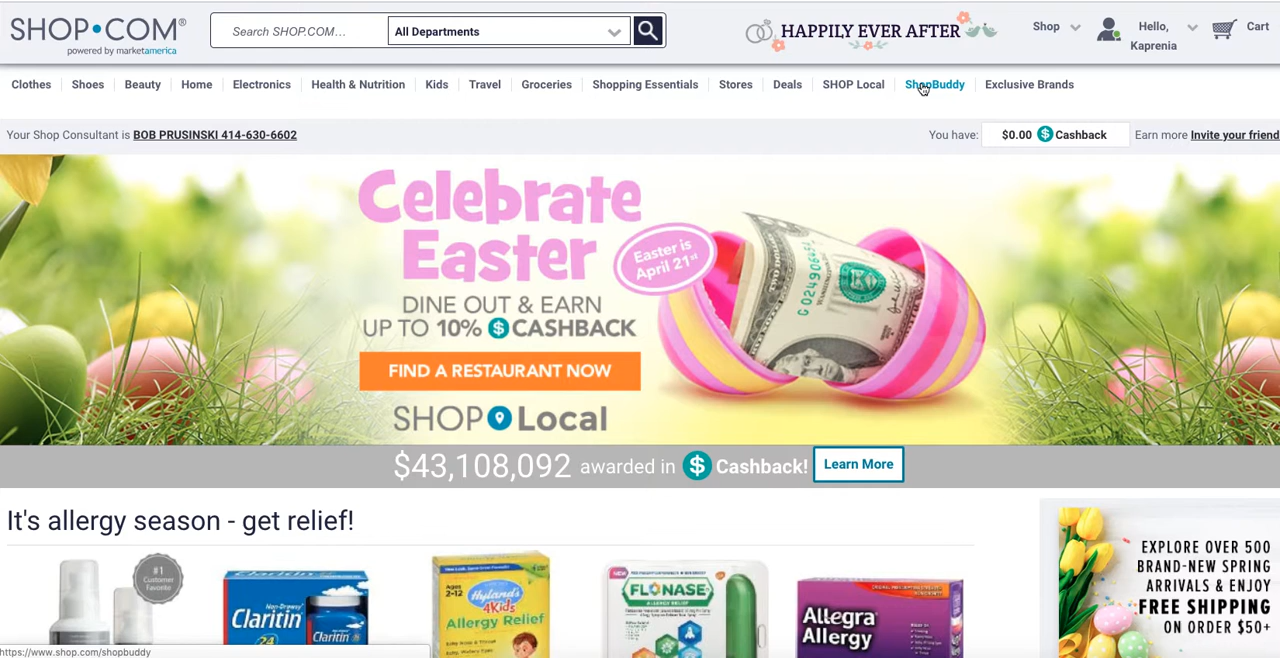 SHOP•COM®
powered by marketamerica
Search SHOP.COM...
All Departments
HAPPILY EVER AFTER
Shop
Hello,
Kaprenia
Cart
Clothes
Shoes
Beauty
Home
Electronics
Health & Nutrition
Kids
Travel
Groceries
Shopping Essentials
Stores
Deals
SHOP Local
ShopBuddy
Exclusive Brands
Your Shop Consultant is BOB PRUSINSKI 414-630-6602
You have:
$0.00 $ Cashback
Earn more Invite your friend
Celebrate
Easter
Easter is
April 21st
DINE OUT & EARN
UP TO 10% $ CASHBACK
FIND A RESTAURANT NOW
SHOP Local
$43,108,092 awarded in $ Cashback!
Learn More
It's allergy season - get relief!
#1
Customer
Favorite
Non-Drowsy
Claritin
24
Claritin
Ages
2-12
Hyland's
4Kids
Allergy Relief
NEW
FLONASE
ALLERGY RELIEF
Allegra
Allergy
EXPLORE OVER 500
BRAND-NEW SPRING
ARRIVALS & ENJOY
FREE SHIPPING
ON ORDER $50+
https://www.shop.com/shopbuddy